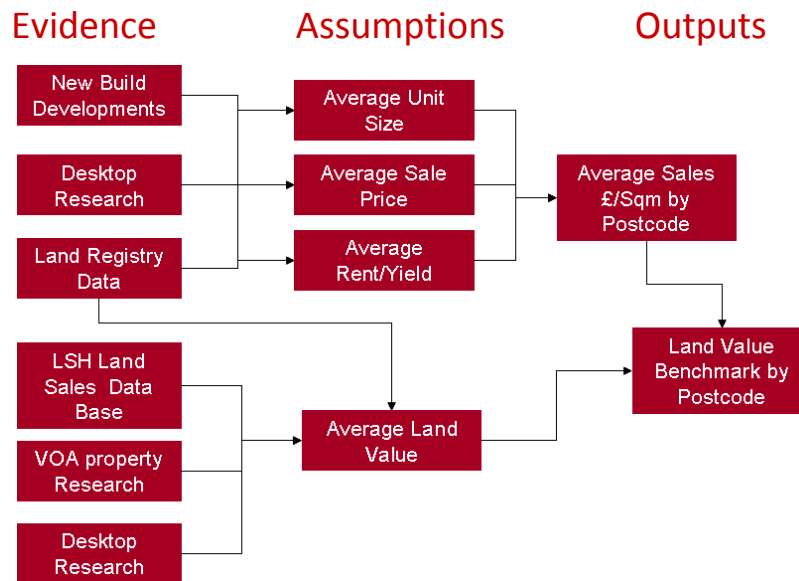 Evidence
Assumptions
Outputs
New Build
Developments
Desktop
Research
Land Registry
Data
LSH Land
Sales Data
Base
VOA property
Research
Desktop
Research
Average Unit
Size
Average Sale
Price
Average
Rent/Yield
Average Land
Value
Average Sales
£/Sqm by
Postcode
Land Value
Benchmark by
Postcode